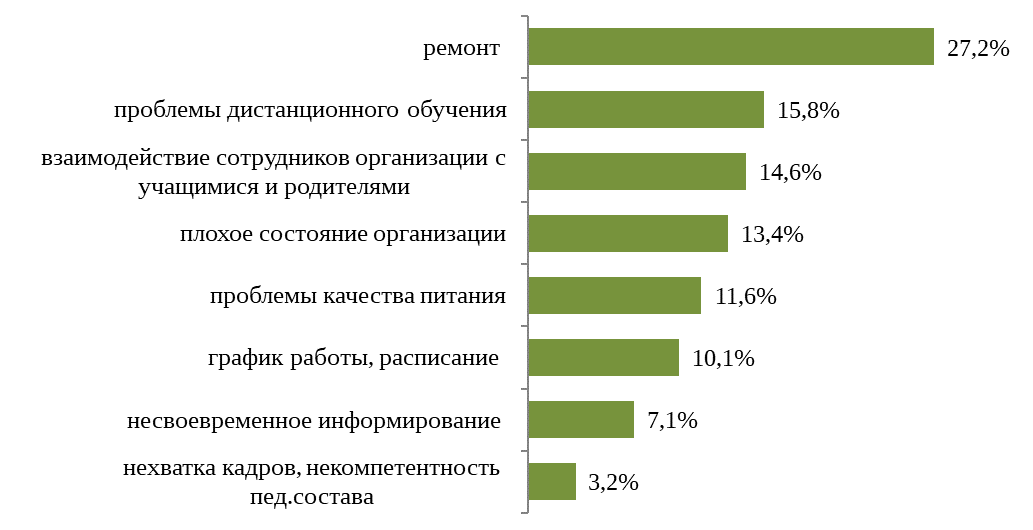 ремонт 27,2%
проблемы дистанционного обучения 15,8%
взаимодействие сотрудников организации с
учащимися и родителями 14,6%
плохое состояние организации 13,4%
проблемы качества питания 11,6%
график работы, расписание 10,1%
несвоевременное информирование 7,1%
нехватка кадров, некомпетентность
пед.состава 3,2%